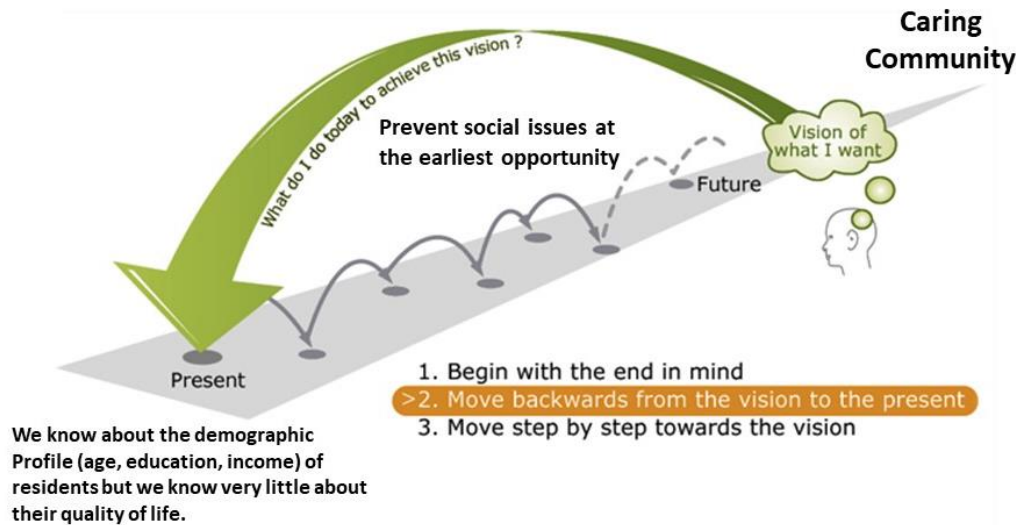 Caring
Community
What do I do today to achieve this vision ?
Prevent social issues at
the earliest opportunity
Vision of
what I want
Future
Present
1. Begin with the end in mind
>2. Move backwards from the vision to the present
3. Move step by step towards the vision
We know about the demographic
Profile (age, education, income) of
residents but we know very little about
their quality of life.